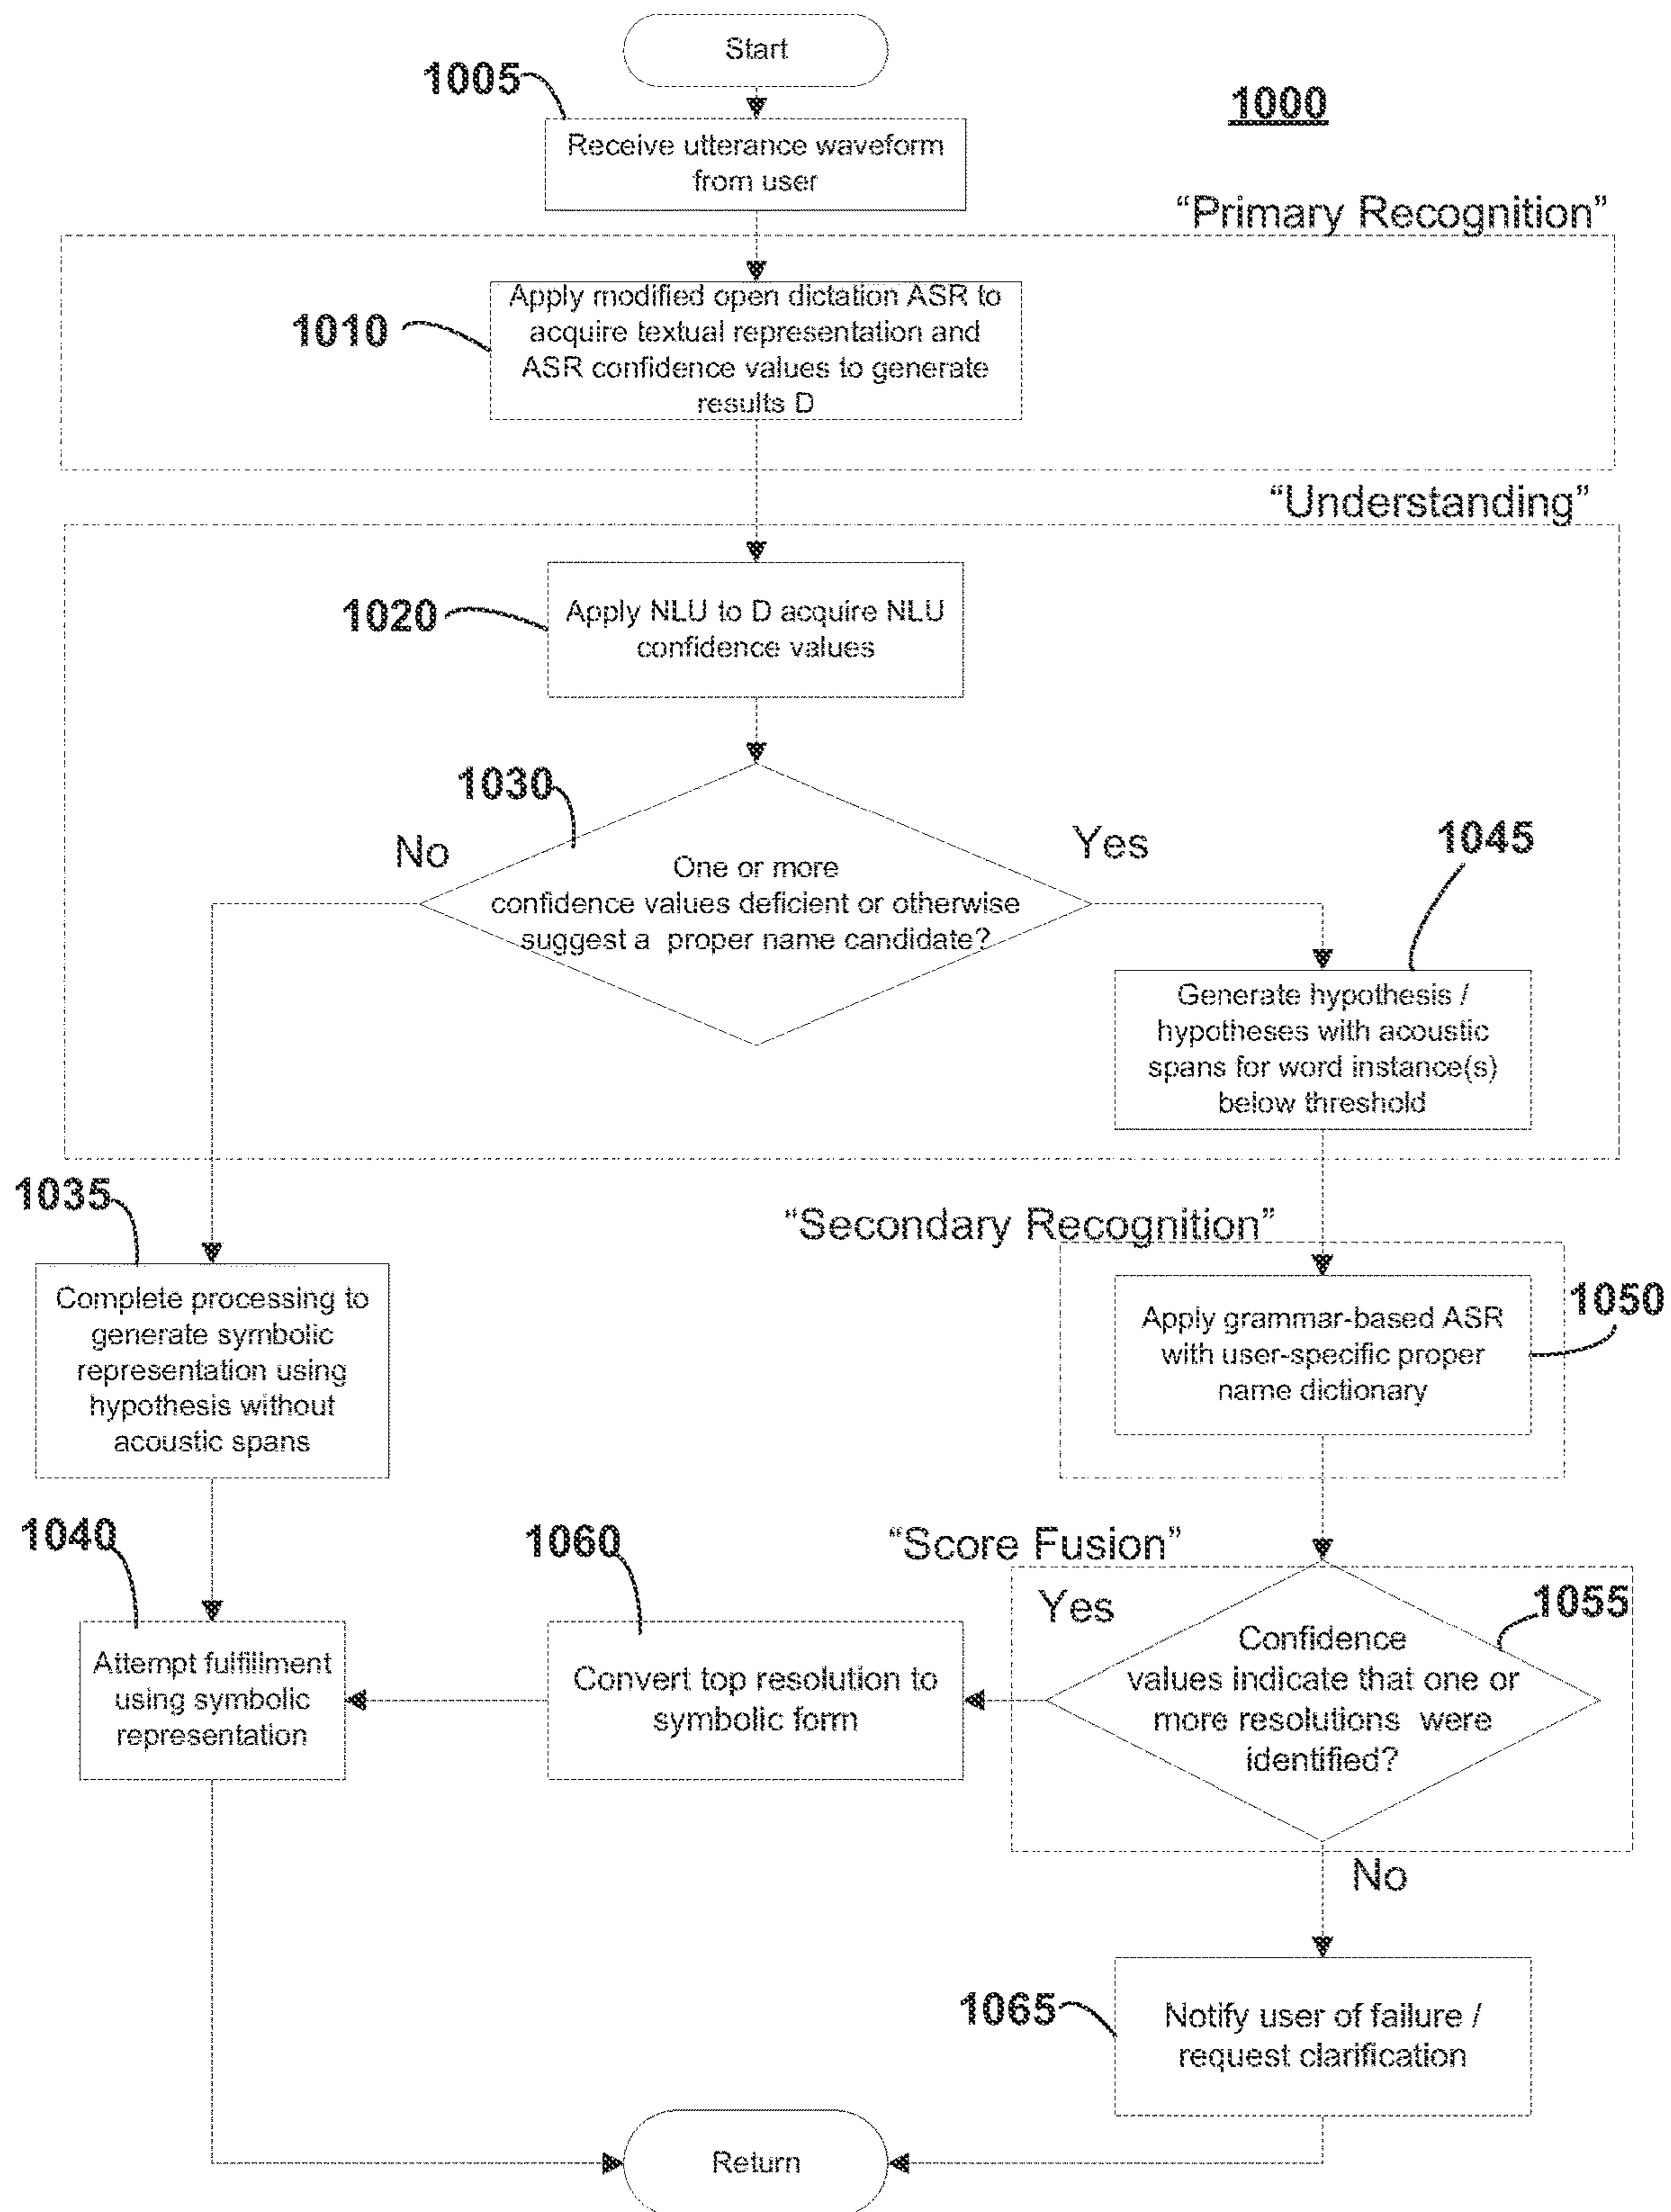 Start
1005
1000
Receive utterance waveform
from user
“Primary Recognition”
1010
Apply modified open dictation ASR to
acquire textual representation and
ASR confidence values to generate
results D
“Understanding”
1020
Apply NLU to D acquire NLU
confidence values
1030
No
Yes
1045
One or more
confidence values deficient or otherwise
suggest a proper name candidate?
Generate hypothesis /
hypotheses with acoustic
spans for word instance(s)
below threshold
1035
“Secondary Recognition”
Complete processing to
generate symbolic
representation using
hypothesis without
acoustic spans
1050
Apply grammar-based ASR
with user-specific proper
name dictionary
1040
1060
“Score Fusion”
Yes
1055
Attempt fulfillment
using symbolic
representation
Convert top resolution to
symbolic form
Confidence
values indicate that one or
more resolutions were
identified?
No
1065
Notify user of failure /
request clarification
Return